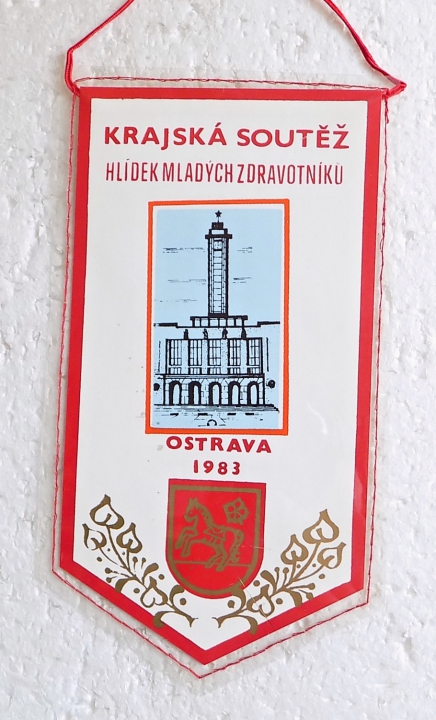 KRAJSKÁ SOUTĚŽ
HLÍDEK MLADÝCH ZDRAVOTNÍKŮ
OSTRAVA
1983